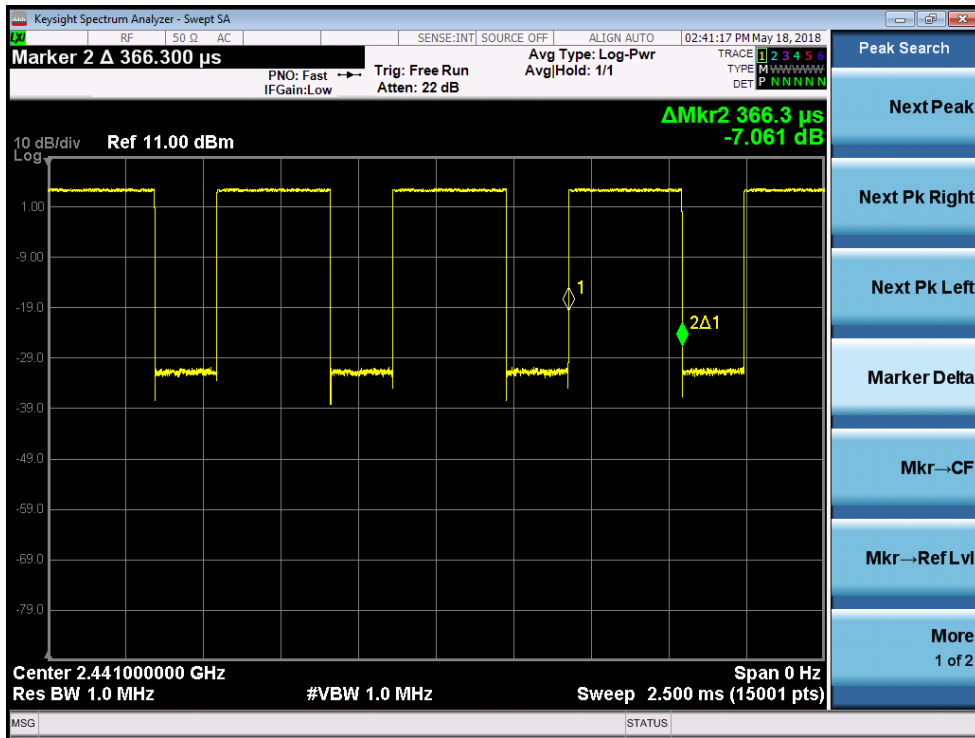 Keysight Spectrum Analyzer - Swept SA
LXI RF 50 Ω AC SENSE:INT SOURCE OFF ALIGN AUTO 02:41:17 PM May 18, 2018
Marker 2 Δ 366.300 µs
PNO: Fast
IFGain:Low
Trig: Free Run
Atten: 22 dB
Avg Type: Log-Pwr
Avg|Hold: 1/1
TRACE 1 2 3 4 5 6
TYPE M WWWWW
DET P N N N N N
ΔMkr2 366.3 µs
-7.061 dB
10 dB/div Ref 11.00 dBm
Log
1.00
-9.00
-19.0
-29.0
-39.0
-49.0
-59.0
-69.0
-79.0
1
2Δ1
Center 2.441000000 GHz Span 0 Hz
Res BW 1.0 MHz #VBW 1.0 MHz Sweep 2.500 ms (15001 pts)
MSG STATUS
Peak Search
Next Peak
Next Pk Right
Next Pk Left
Marker Delta
Mkr→CF
Mkr→Ref Lvl
More
1 of 2